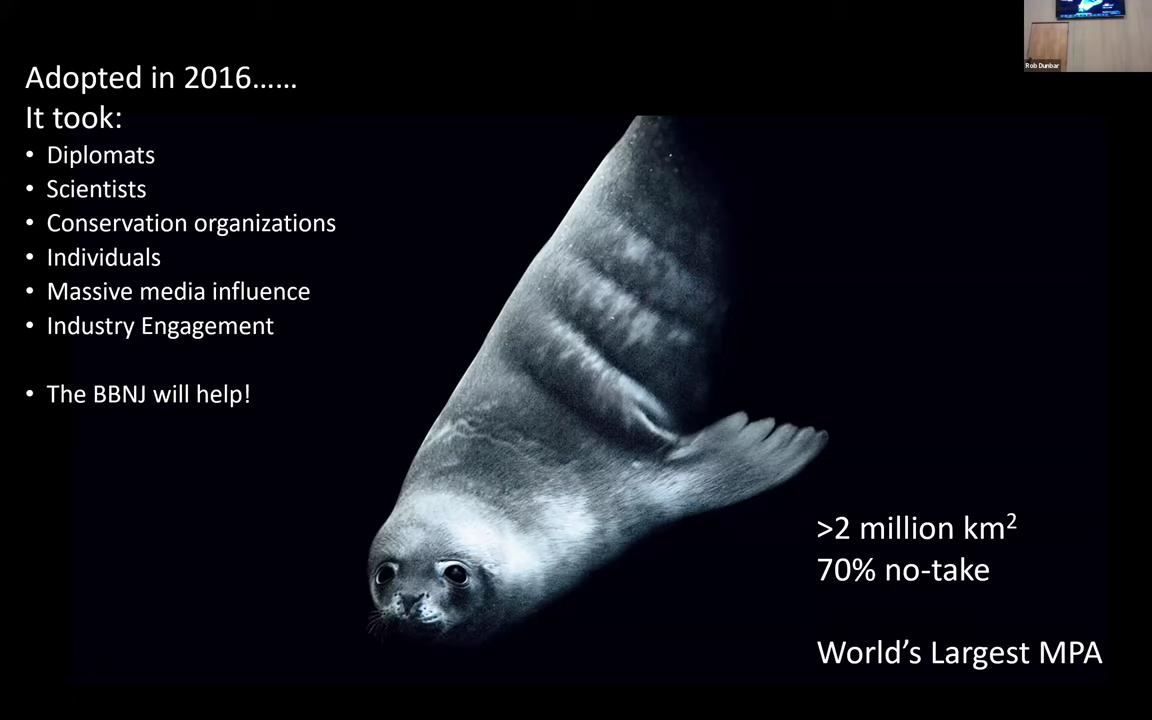 Adopted in 2016......
It took:
• Diplomats
• Scientists
• Conservation organizations
• Individuals
• Massive media influence
• Industry Engagement
• The BBNJ will help!
>2 million km²
70% no-take
World's Largest MPA
Rob Dunbar